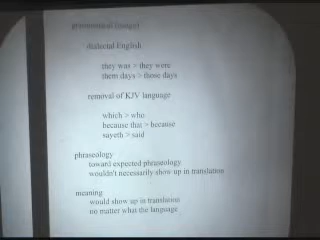 grammatical (usage)
dialectal English
they was > they were
them days > those days
removal of KJV language
which > who
because that > because
sayeth > said
phraseology
toward expected phraseology
wouldn't necessarily show up in translation
meaning
would show up in translation
no matter what the language